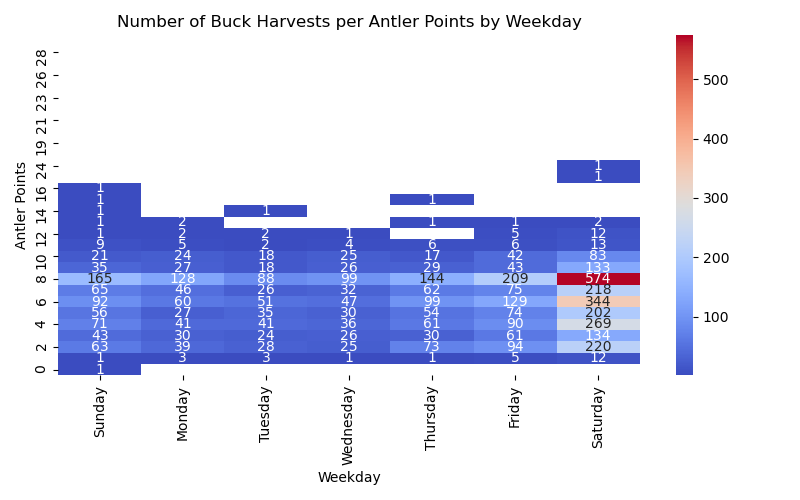 Number of Buck Harvests per Antler Points by Weekday
Antler Points
28
26
23
21
19
24 1
1
16 1
1 1
14 1 1
1 2 1 1 2
12 1 2 2 1 5 12
9 5 2 4 6 6 13
10 21 24 18 25 17 42 83
35 27 18 26 29 43 133
8 165 128 88 99 144 209 574
65 46 26 32 62 75 218
6 92 60 51 47 99 129 344
56 27 35 30 54 74 202
4 71 41 41 36 61 90 269
43 30 24 26 30 61 134
2 63 39 28 25 73 94 220
1 3 3 1 1 5 12
0 1
Sunday Monday Tuesday Wednesday Thursday Friday Saturday
Weekday
500
400
300
200
100